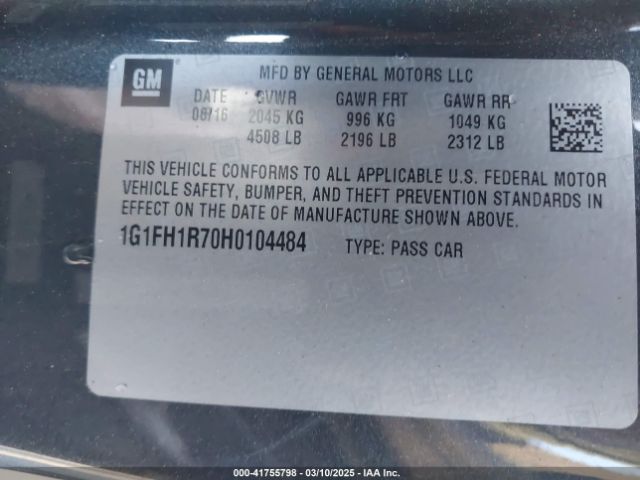 GM
MFD BY GENERAL MOTORS LLC
DATE GVWR GAWR FRT GAWR RR
08/16 2045 KG 996 KG 1049 KG
4508 LB 2196 LB 2312 LB
THIS VEHICLE CONFORMS TO ALL APPLICABLE U.S. FEDERAL MOTOR
VEHICLE SAFETY, BUMPER, AND THEFT PREVENTION STANDARDS IN
EFFECT ON THE DATE OF MANUFACTURE SHOWN ABOVE.
1G1FH1R70H0104484 TYPE: PASS CAR
000-41755798 - 03/10/2025 - IAA Inc.